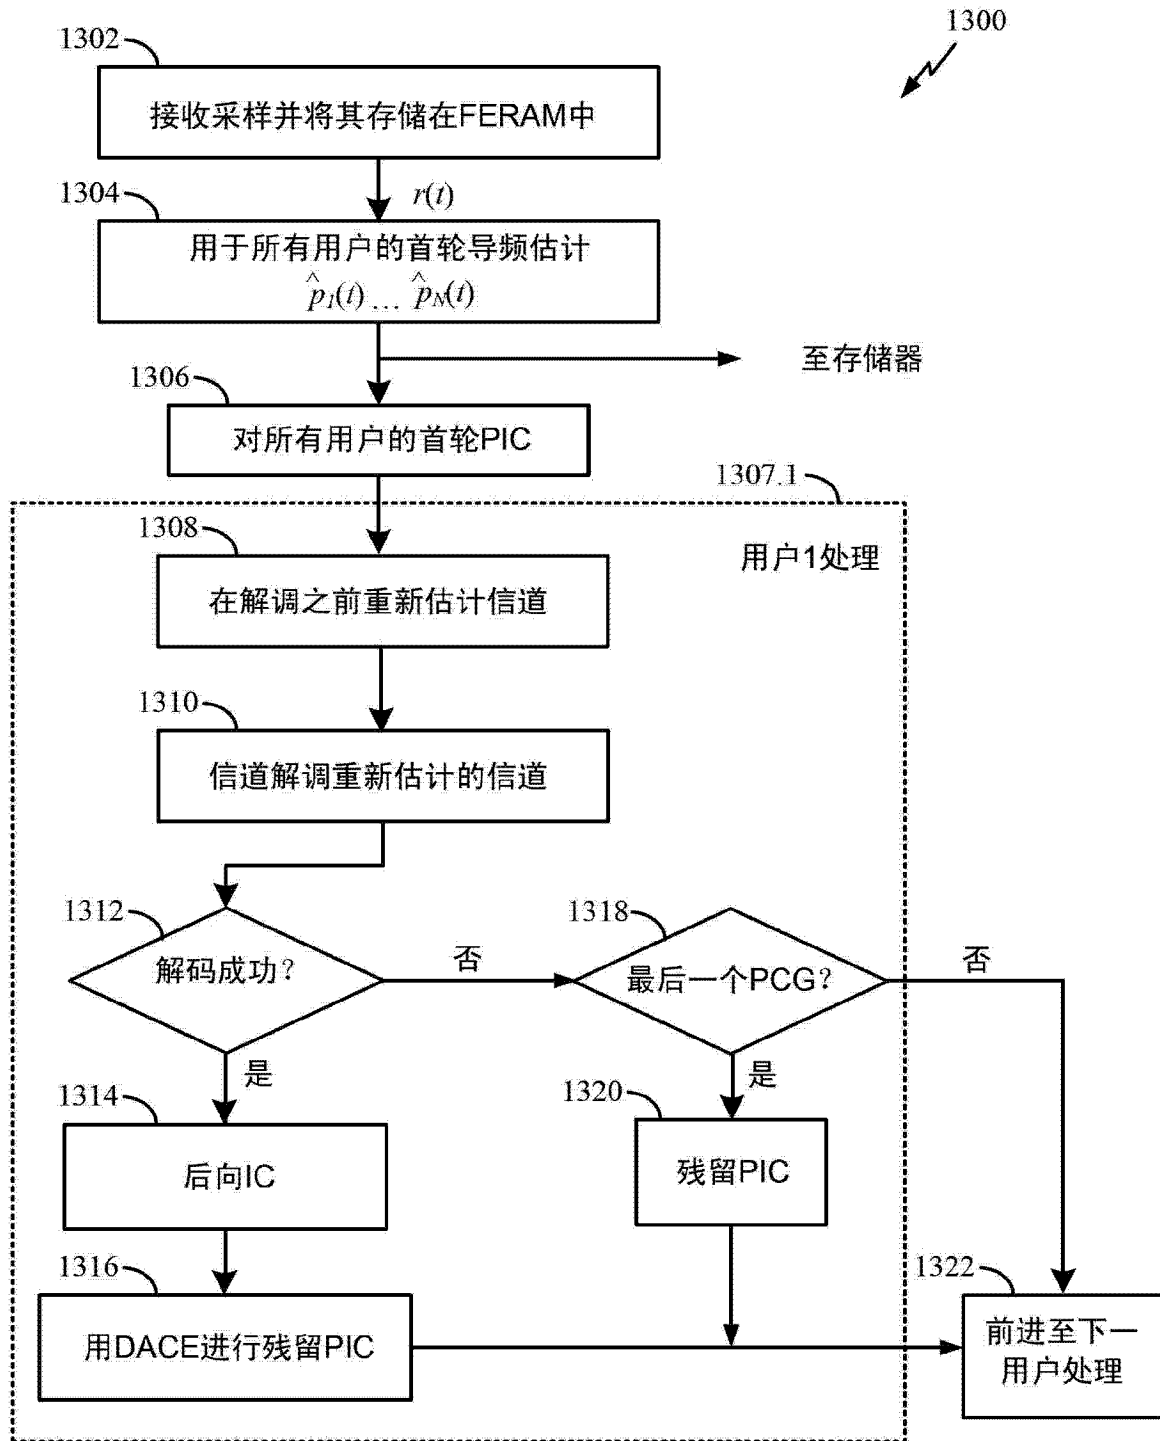 1300
1302
接收采样并将其存储在FERAM中
r(t)
1304
用于所有用户的首轮导频估计
p̂₁(t) ... p̂_N(t)
至存储器
1306
对所有用户的首轮PIC
1307.1
用户1处理
1308
在解调之前重新估计信道
1310
信道解调重新估计的信道
1312
解码成功?
否
1318
最后一个PCG?
否
是
是
1314
后向IC
1320
残留PIC
1316
用DACE进行残留PIC
1322
前进至下一
用户处理